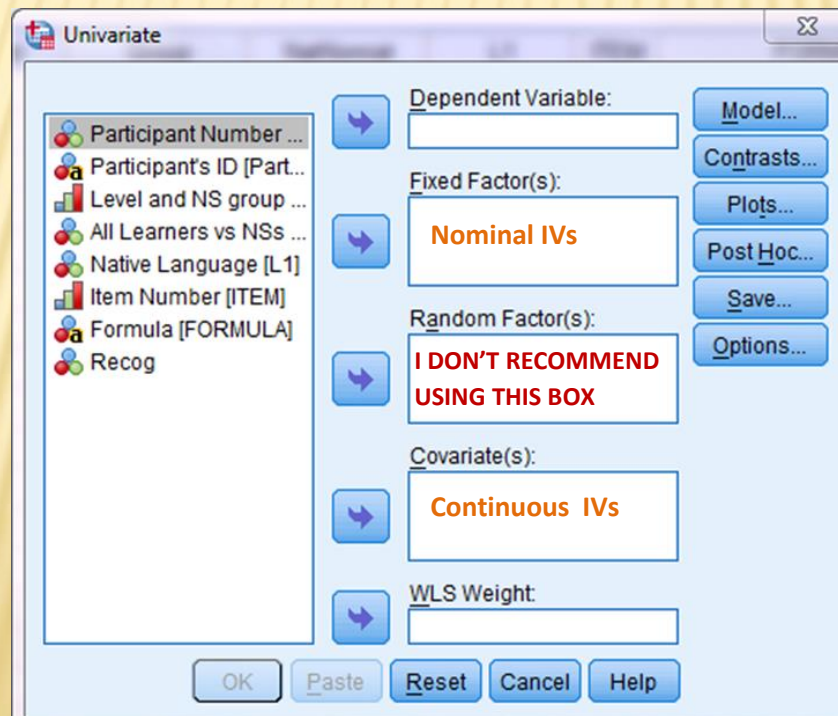 Univariate
Participant Number ...
Participant's ID [Part...
Level and NS group ...
All Learners vs NSs ...
Native Language [L1]
Item Number [ITEM]
Formula [FORMULA]
Recog
Dependent Variable:
Fixed Factor(s):
Nominal IVs
Random Factor(s):
I DON’T RECOMMEND
USING THIS BOX
Covariate(s):
Continuous IVs
WLS Weight:
Model...
Contrasts...
Plots...
Post Hoc...
Save...
Options...
OK
Paste
Reset
Cancel
Help